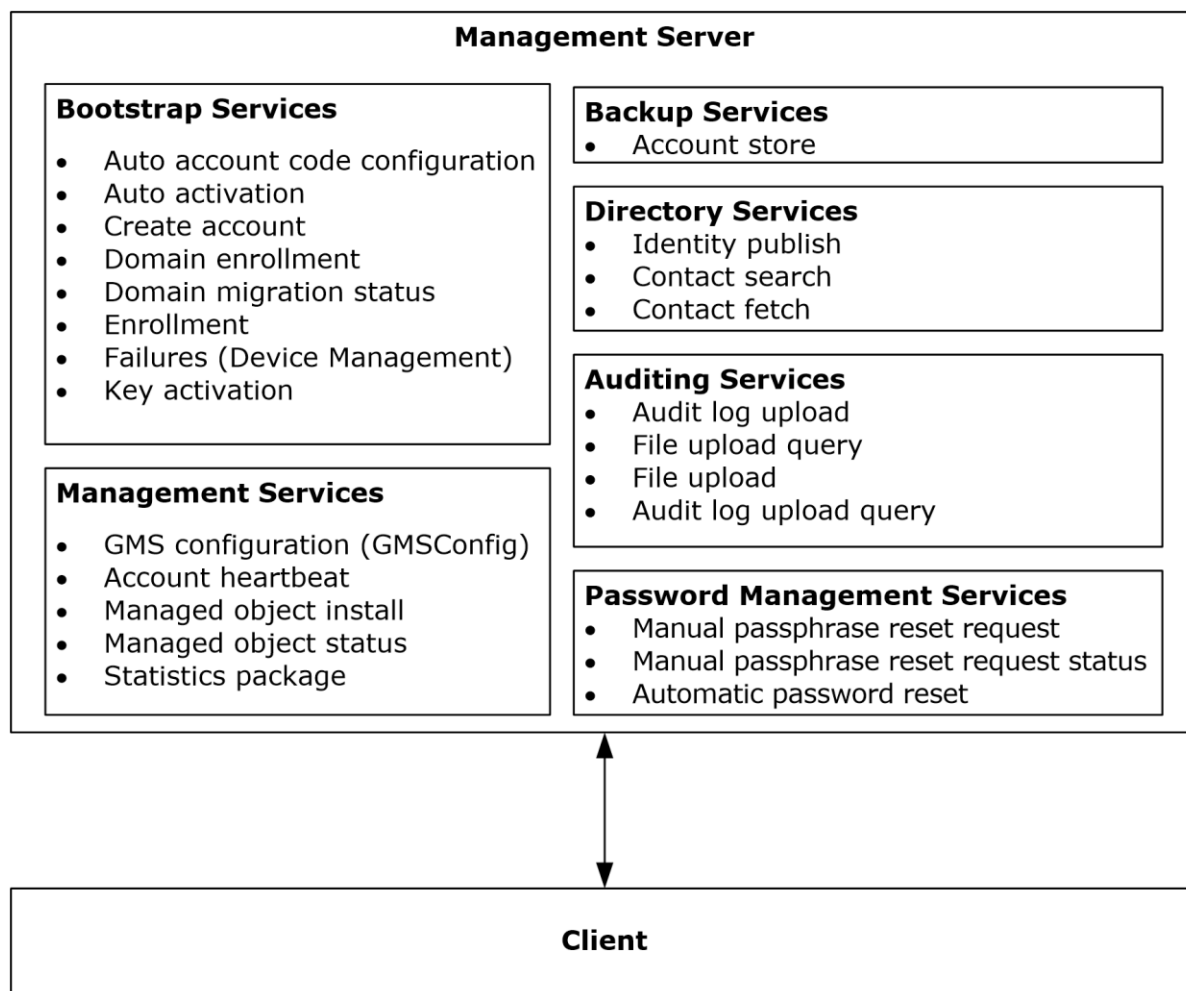 Management Server
Bootstrap Services
• Auto account code configuration
• Auto activation
• Create account
• Domain enrollment
• Domain migration status
• Enrollment
• Failures (Device Management)
• Key activation
Management Services
• GMS configuration (GMSConfig)
• Account heartbeat
• Managed object install
• Managed object status
• Statistics package
Backup Services
• Account store
Directory Services
• Identity publish
• Contact search
• Contact fetch
Auditing Services
• Audit log upload
• File upload query
• File upload
• Audit log upload query
Password Management Services
• Manual passphrase reset request
• Manual passphrase reset request status
• Automatic password reset
Client